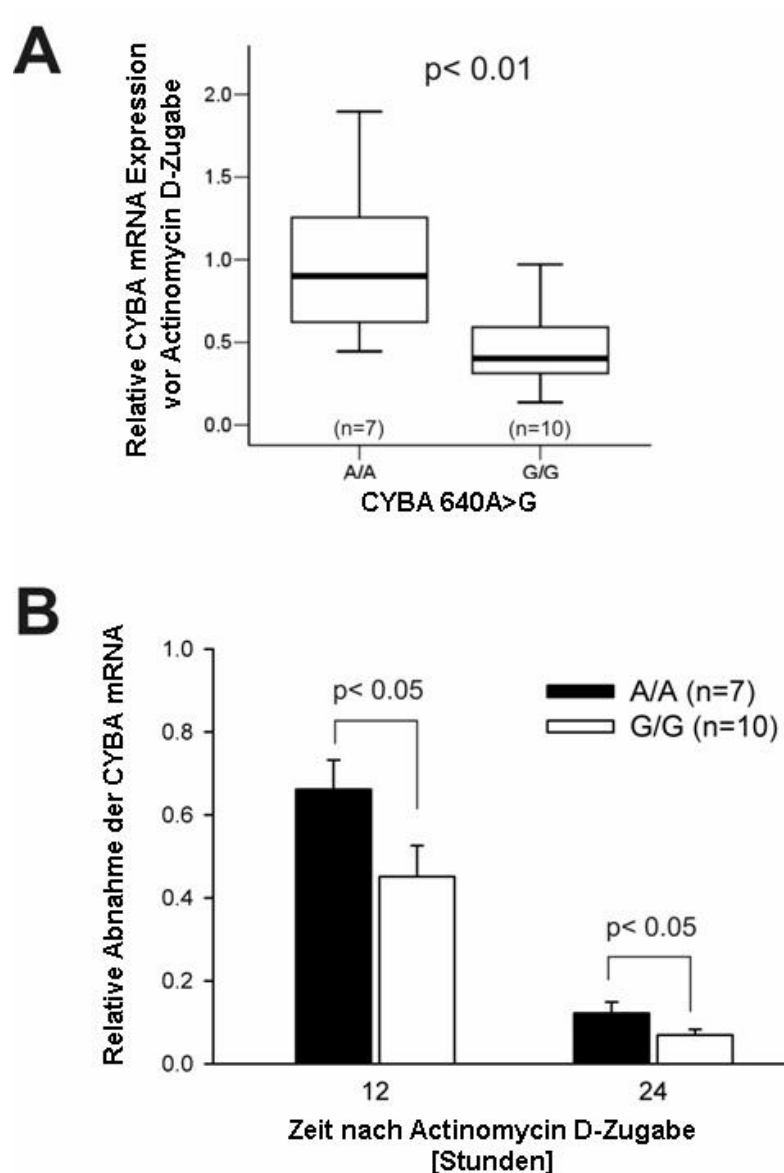 A
Relative CYBA mRNA Expression
vor Actinomycin D-Zugabe
p< 0.01
2.0
1.5
1.0
0.5
0.0
(n=7)
(n=10)
A/A
G/G
CYBA 640A>G
B
Relative Abnahme der CYBA mRNA
1.0
0.8
0.6
0.4
0.2
0.0
p< 0.05
A/A (n=7)
G/G (n=10)
p< 0.05
12
24
Zeit nach Actinomycin D-Zugabe
[Stunden]